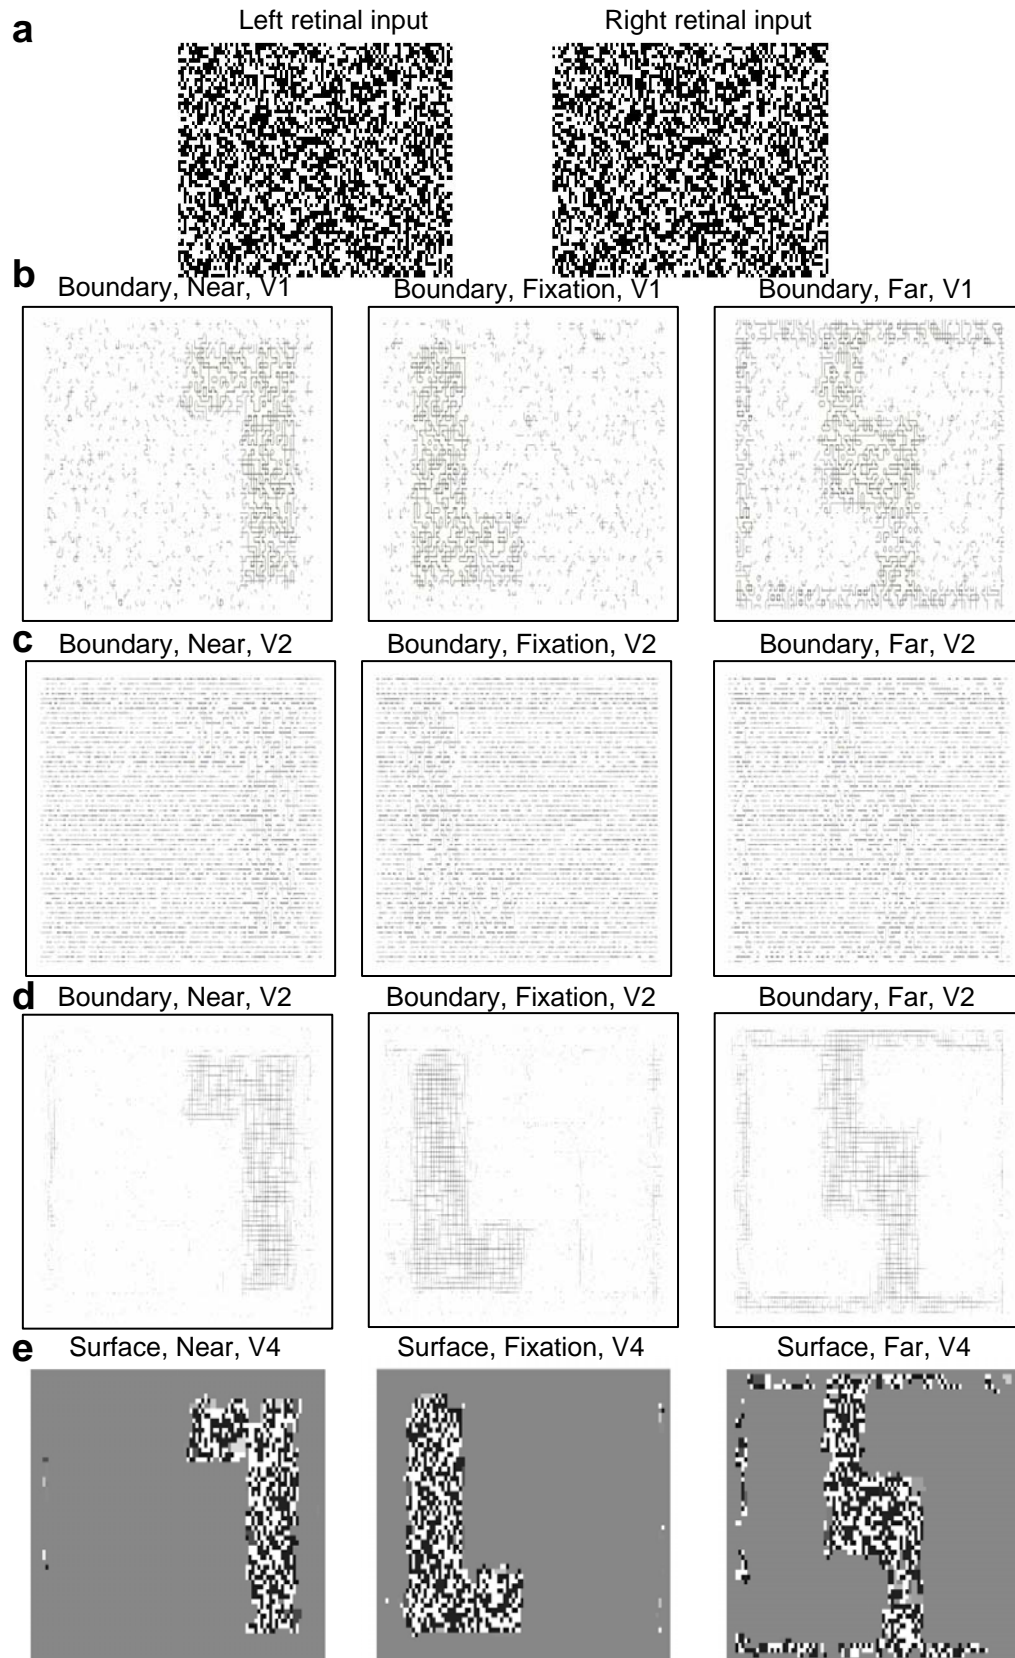 a
Left retinal input Right retinal input
b
Boundary, Near, V1 Boundary, Fixation, V1 Boundary, Far, V1
c
Boundary, Near, V2 Boundary, Fixation, V2 Boundary, Far, V2
d
Boundary, Near, V2 Boundary, Fixation, V2 Boundary, Far, V2
e
Surface, Near, V4 Surface, Fixation, V4 Surface, Far, V4